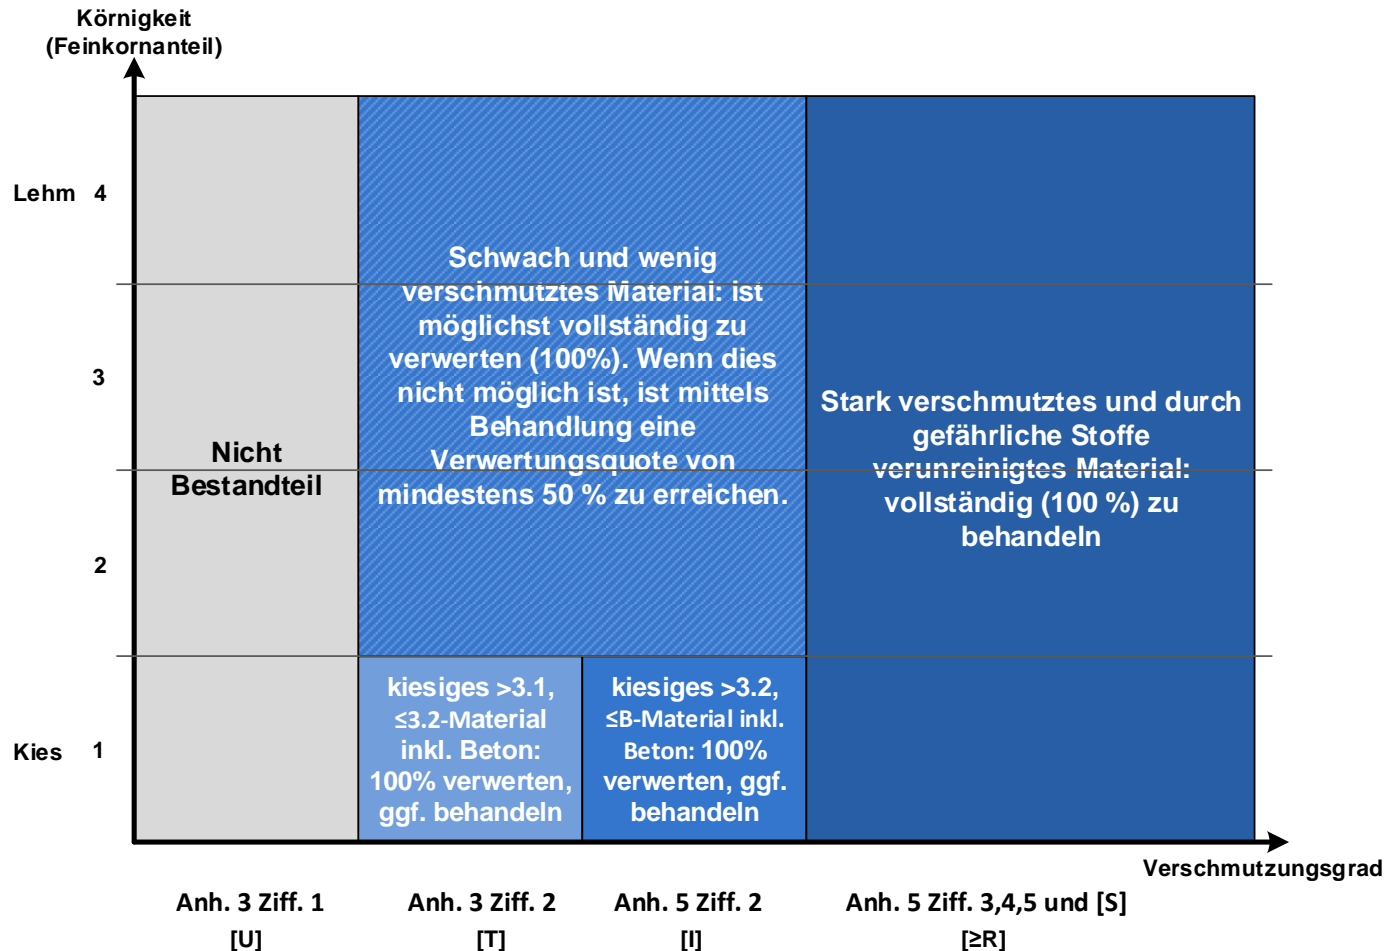 Körnigkeit
(Feinkornanteil)
Lehm 4
3
2
Kies 1
Nicht
Bestandteil
Schwach und wenig
verschmutztes Material: ist
möglichst vollständig zu
verwerten (100%). Wenn dies
nicht möglich ist, ist mittels
Behandlung eine
Verwertungsquote von
mindestens 50 % zu erreichen.
Stark verschmutztes und durch
gefährliche Stoffe
verunreinigtes Material:
vollständig (100 %) zu
behandeln
kiesiges >3.1,
≤3.2-Material
inkl. Beton:
100% verwerten,
ggf. behandeln
kiesiges >3.2,
≤B-Material inkl.
Beton: 100%
verwerten, ggf.
behandeln
Verschmutzungsgrad
Anh. 3 Ziff. 1
[U]
Anh. 3 Ziff. 2
[T]
Anh. 5 Ziff. 2
[I]
Anh. 5 Ziff. 3,4,5 und [S]
[≥R]